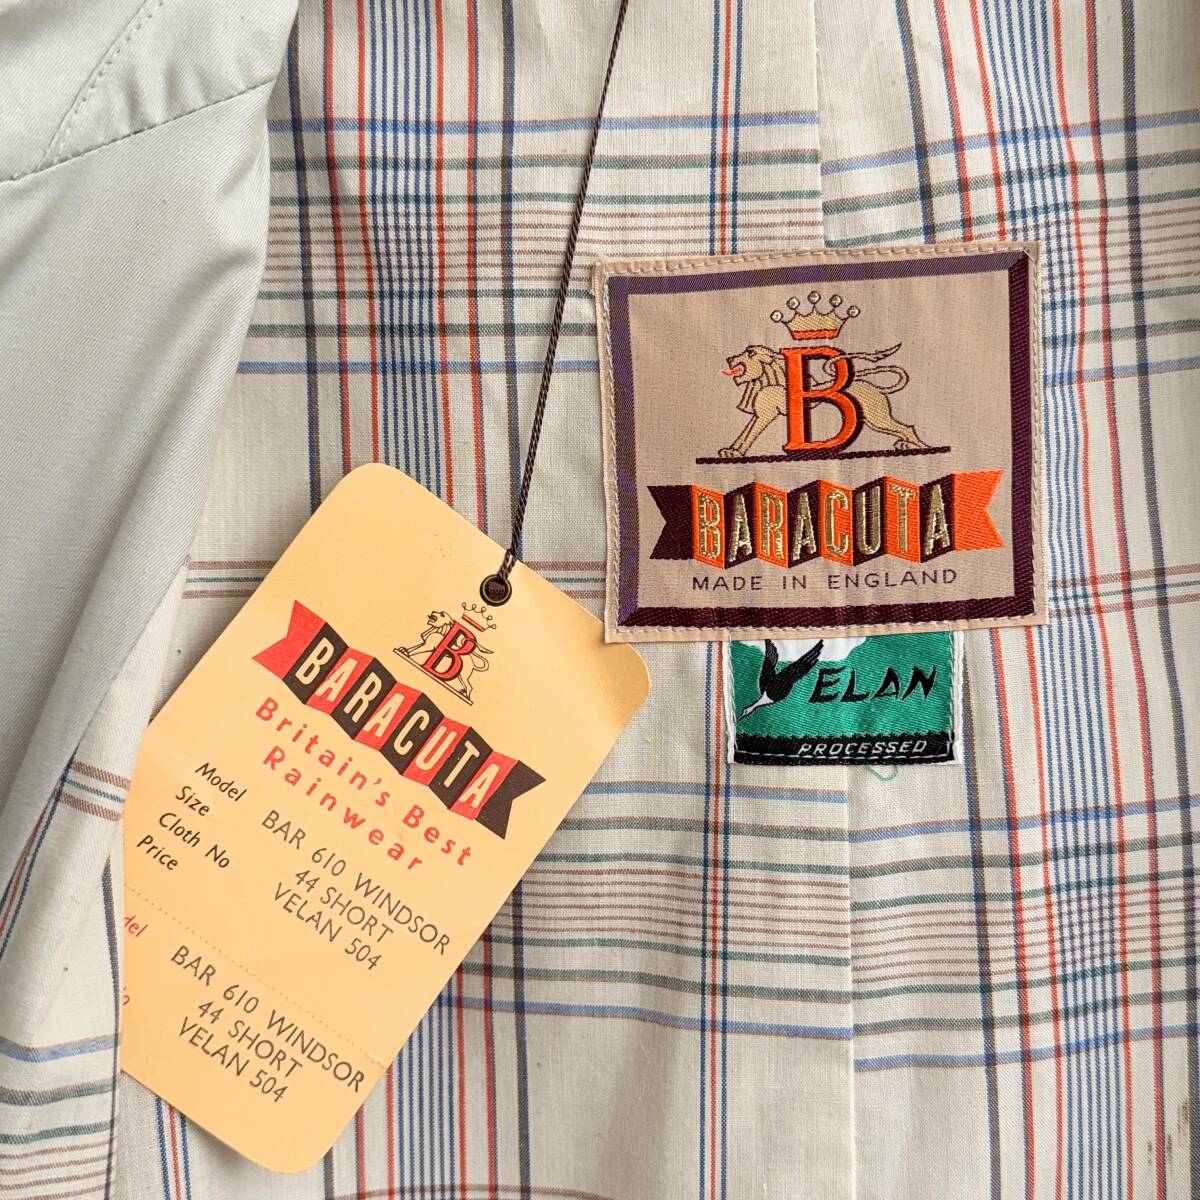 B
BARACUTA
MADE IN ENGLAND
VELAN
PROCESSED
B
BARACUTA
Britain's Best
Rainwear
Model BAR 610 WINDSOR
Size 44 SHORT
Cloth No VELAN 504
Price
BAR 610 WINDSOR
44 SHORT
VELAN 504